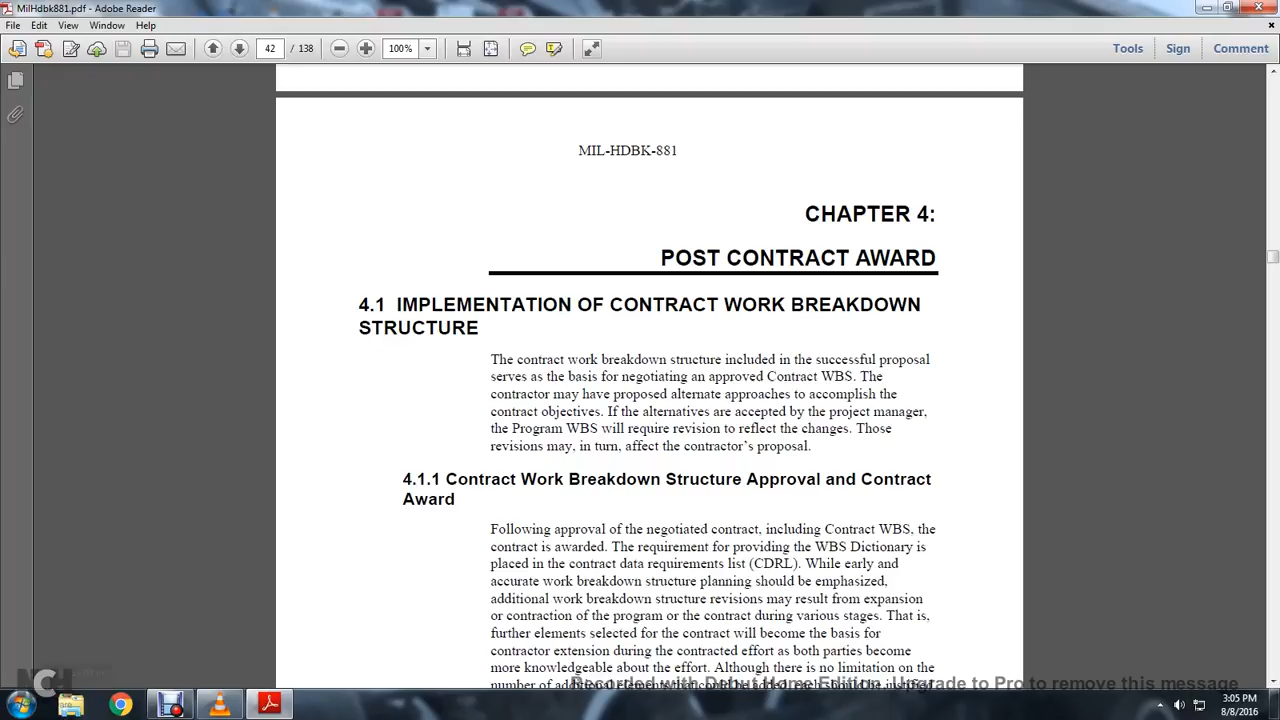 MilHdbk881.pdf - Adobe Reader
File Edit View Window Help
42 / 138 100% Tools Sign Comment
MIL-HDBK-881
CHAPTER 4:
POST CONTRACT AWARD
4.1 IMPLEMENTATION OF CONTRACT WORK BREAKDOWN
STRUCTURE
The contract work breakdown structure included in the successful proposal
serves as the basis for negotiating an approved Contract WBS. The
contractor may have proposed alternate approaches to accomplish the
contract objectives. If the alternatives are accepted by the project manager,
the Program WBS will require revision to reflect the changes. Those
revisions may, in turn, affect the contractor's proposal.
4.1.1 Contract Work Breakdown Structure Approval and Contract
Award
Following approval of the negotiated contract, including Contract WBS, the
contract is awarded. The requirement for providing the WBS Dictionary is
placed in the contract data requirements list (CDRL). While early and
accurate work breakdown structure planning should be emphasized,
additional work breakdown structure revisions may result from expansion
or contraction of the program or the contract during various stages. That is,
further elements selected for the contract will become the basis for
contractor extension during the contracted effort as both parties become
more knowledgeable about the effort. Although there is no limitation on the
number of additional elements that
Recorded with Debut Home Edition. Upgrade to Pro to remove this message
NCH
3:05 PM
8/8/2016